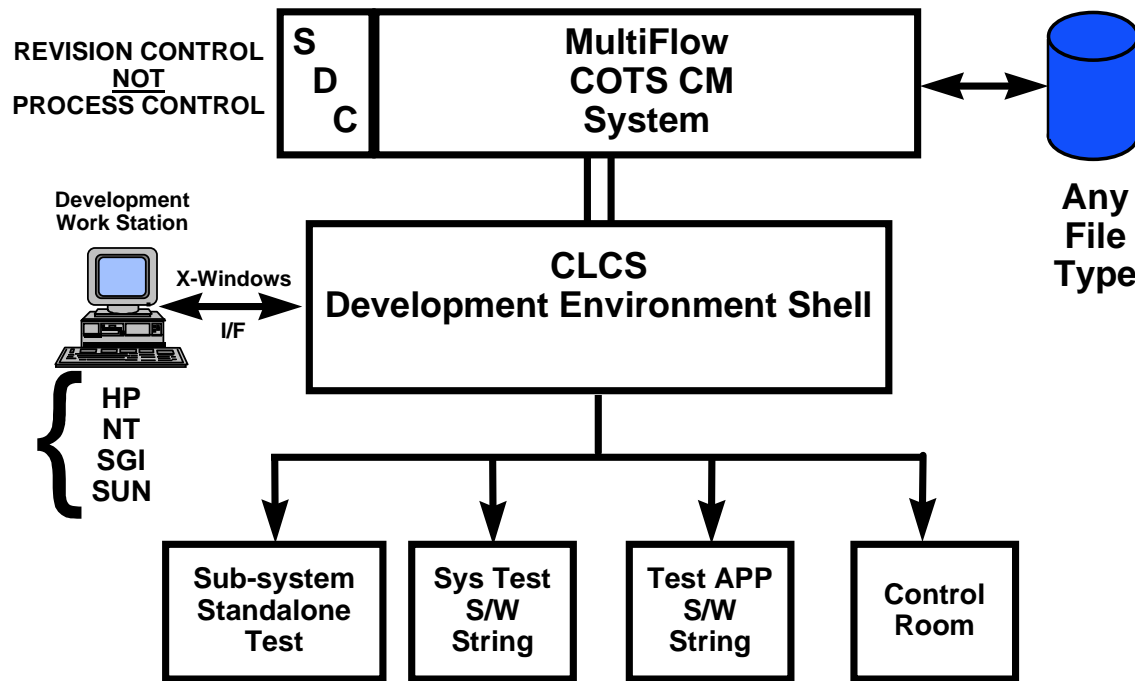 REVISION CONTROL
NOT
PROCESS CONTROL
S
D
C
MultiFlow
COTS CM
System
Any
File
Type
Development
Work Station
X-Windows
I/F
CLCS
Development Environment Shell
HP
NT
SGI
SUN
Sub-system
Standalone
Test
Sys Test
S/W
String
Test APP
S/W
String
Control
Room